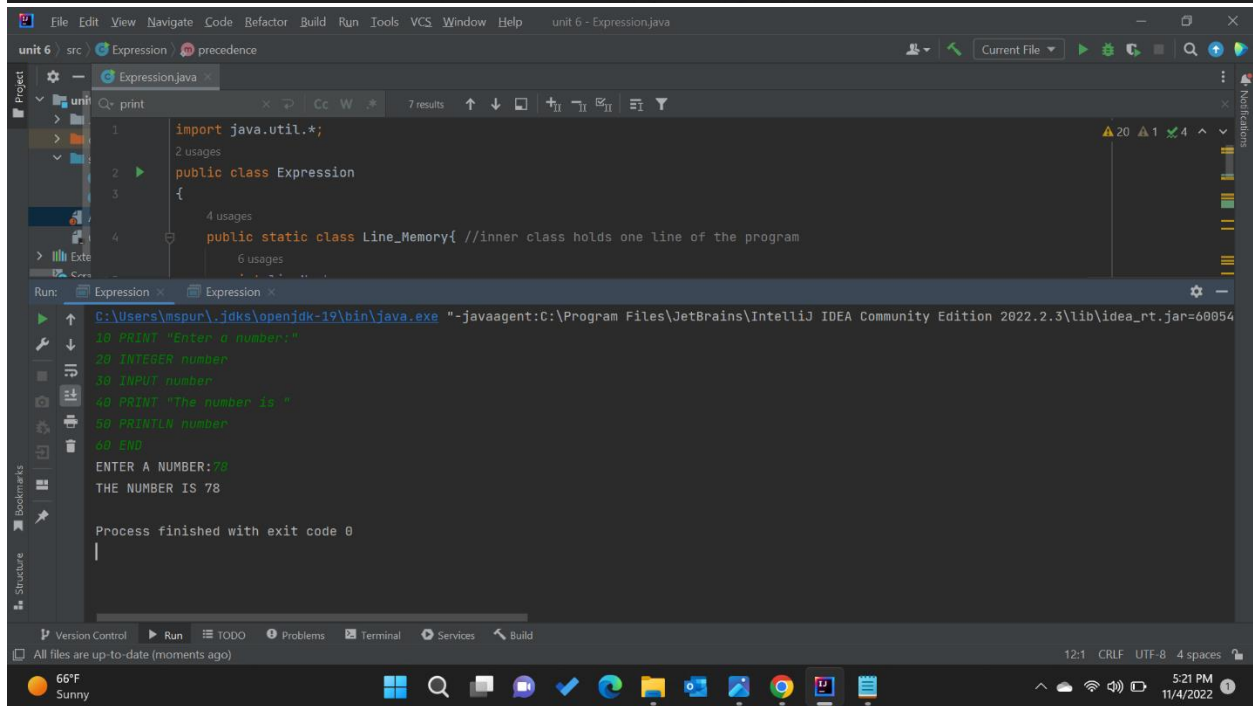 File Edit View Navigate Code Refactor Build Run Tools VCS Window Help unit 6 - Expression.java
unit 6 src Expression precedence
Current File
Project
Expression.java
Notifications
unit
print
Cc W .*
7 results
1 import java.util.*;
20 1 4
2 usages
2 public class Expression
3 {
4 usages
4 public static class Line_Memory{ //inner class holds one line of the program
Exte
6 usages
Run: Expression Expression
C:\Users\mspur\.jdks\openjdk-19\bin\java.exe "-javaagent:C:\Program Files\JetBrains\IntelliJ IDEA Community Edition 2022.2.3\lib\idea_rt.jar=60054
10 PRINT "Enter a number:"
20 INTEGER number
30 INPUT number
40 PRINT "The number is "
50 PRINTLN number
60 END
ENTER A NUMBER:78
THE NUMBER IS 78
Process finished with exit code 0
Bookmarks
Structure
Version Control Run TODO Problems Terminal Services Build
All files are up-to-date (moments ago)
12:1 CRLF UTF-8 4 spaces
66°F
Sunny
5:21 PM
11/4/2022
1